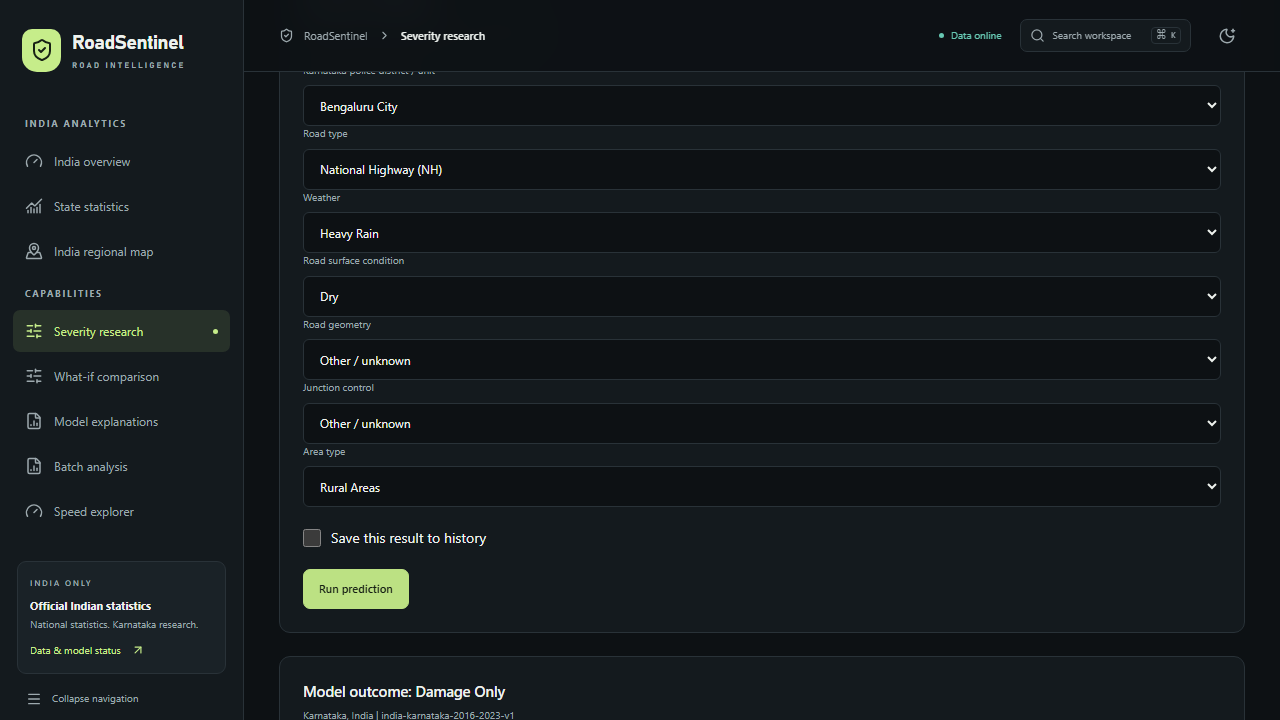 RoadSentinel
ROAD INTELLIGENCE
INDIA ANALYTICS
India overview
State statistics
India regional map
CAPABILITIES
Severity research
What-if comparison
Model explanations
Batch analysis
Speed explorer
INDIA ONLY
Official Indian statistics
National statistics. Karnataka research.
Data & model status
Collapse navigation
RoadSentinel > Severity research
Data online
Search workspace ⌘ K
Karnataka police district / unit
Bengaluru City
Road type
National Highway (NH)
Weather
Heavy Rain
Road surface condition
Dry
Road geometry
Other / unknown
Junction control
Other / unknown
Area type
Rural Areas
Save this result to history
Run prediction
Model outcome: Damage Only
Karnataka, India | india-karnataka-2016-2023-v1